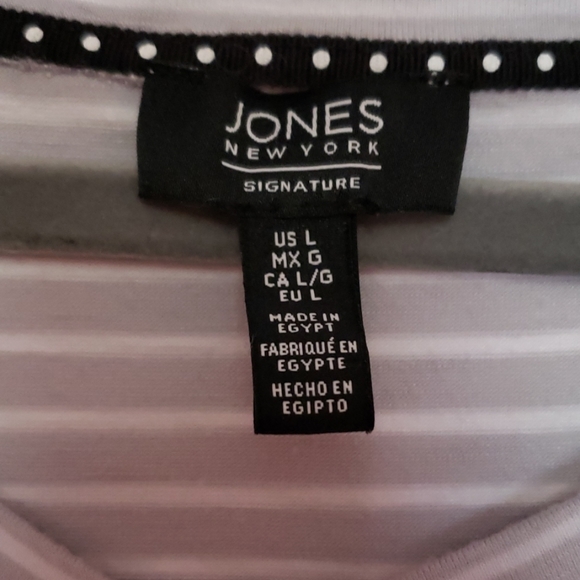 JONES
NEW YORK
SIGNATURE
US L
MX G
CA L/G
EU L
MADE IN
EGYPT
FABRIQUÉ EN
EGYPTE
HECHO EN
EGIPTO